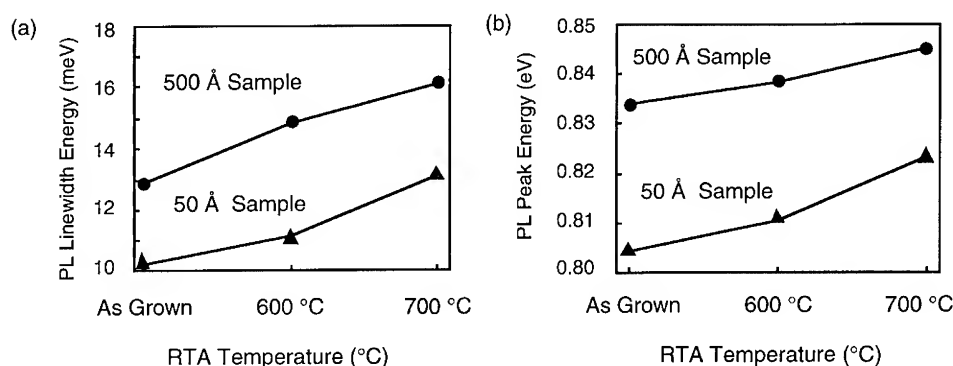 (a)
PL Linewidth Energy (meV)
18
16
14
12
10
500 Å Sample
50 Å Sample
As Grown
600 °C
700 °C
RTA Temperature (°C)
(b)
PL Peak Energy (eV)
0.85
0.84
0.83
0.82
0.81
0.80
500 Å Sample
50 Å Sample
As Grown
600 °C
700 °C
RTA Temperature (°C)